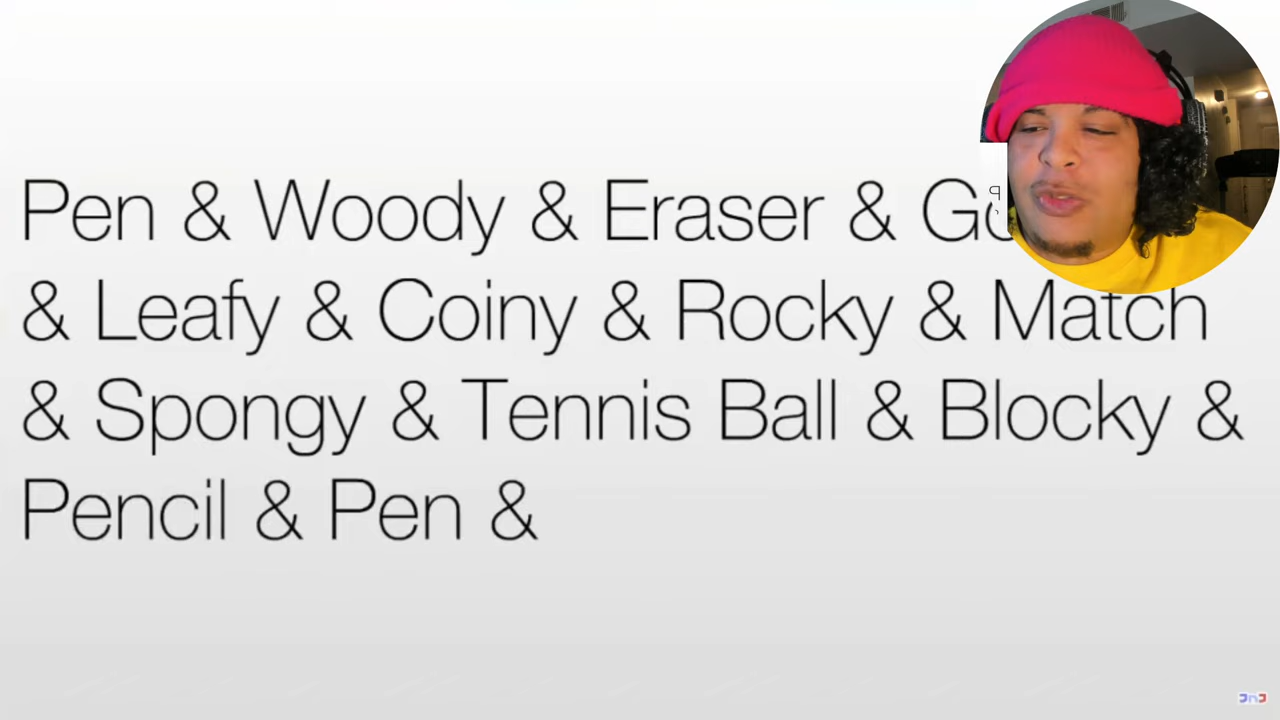 Pen & Woody & Eraser &
& Leafy & Coiny & Rocky & Match
& Spongy & Tennis Ball & Blocky &
Pencil & Pen &